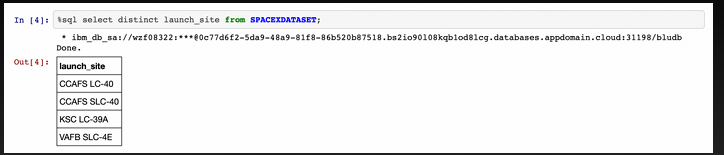 In [4]: %sql select distinct launch_site from SPACEXDATASET;
* ibm_db_sa://wzf08322:***@0c77d6f2-5da9-48a9-81f8-86b520b87518.bs2io90l08kqb1od8lcg.databases.appdomain.cloud:31198/bludb
Done.
Out[4]: launch_site
CCAFS LC-40
CCAFS SLC-40
KSC LC-39A
VAFB SLC-4E